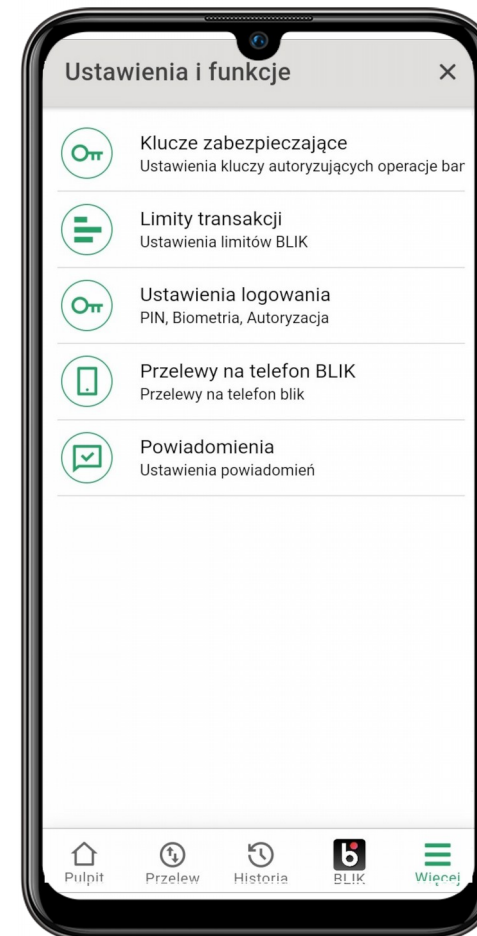 Ustawienia i funkcje
Klucze zabezpieczające
Ustawienia kluczy autoryzujących operacje bar
Limity transakcji
Ustawienia limitów BLIK
Ustawienia logowania
PIN, Biometria, Autoryzacja
Przelewy na telefon BLIK
Przelewy na telefon blik
Powiadomienia
Ustawienia powiadomień
Pulpit Przelew Historia BLIK Więcej